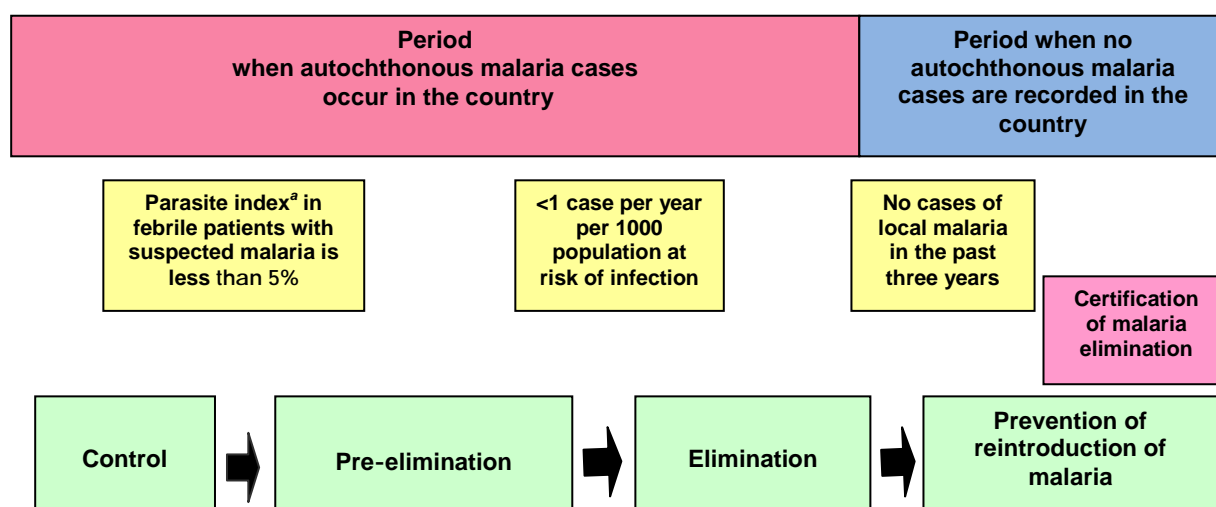 Period
when autochthonous malaria cases
occur in the country
Period when no
autochthonous malaria
cases are recorded in the
country
Parasite indexᵃ in
febrile patients with
suspected malaria is
less than 5%
<1 case per year
per 1000
population at
risk of infection
No cases of
local malaria
in the past
three years
Certification
of malaria
elimination
Control
Pre-elimination
Elimination
Prevention of
reintroduction of
malaria